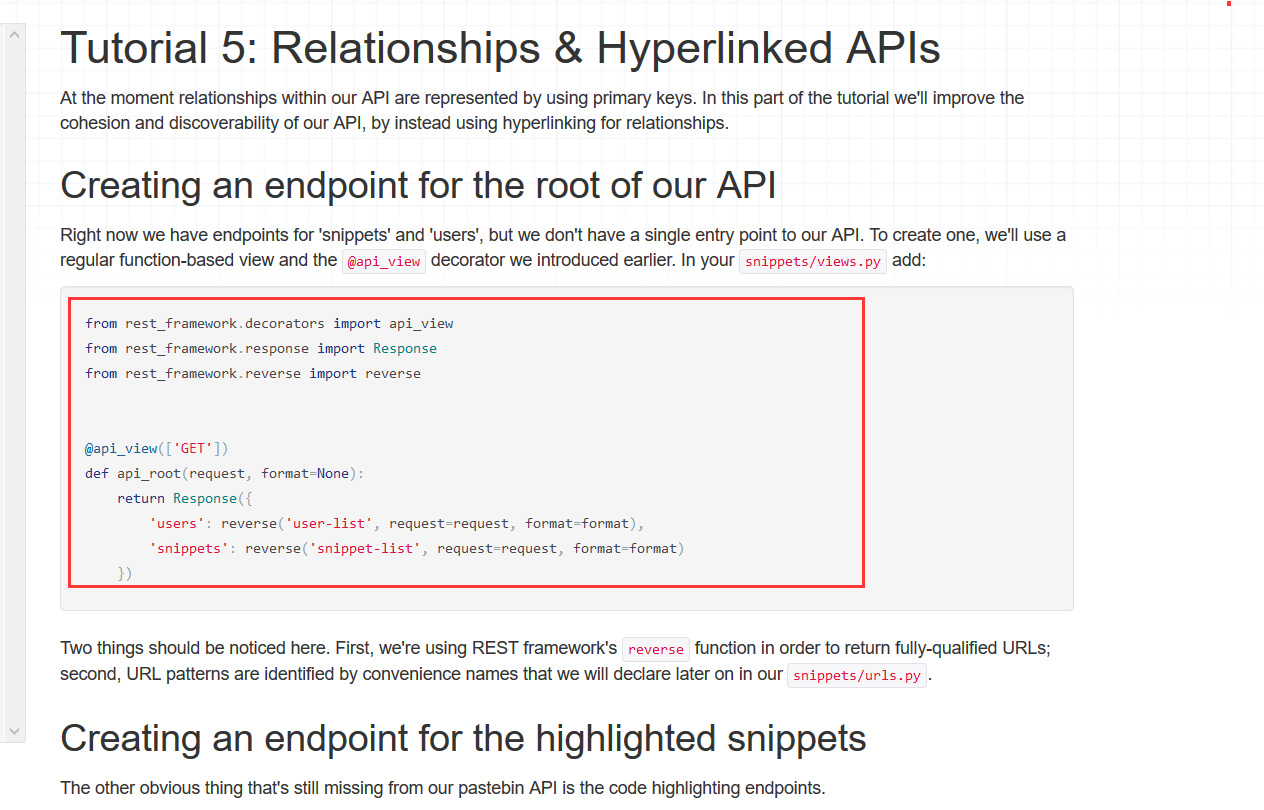 Tutorial 5: Relationships & Hyperlinked APIs
At the moment relationships within our API are represented by using primary keys. In this part of the tutorial we'll improve the
cohesion and discoverability of our API, by instead using hyperlinking for relationships.
Creating an endpoint for the root of our API
Right now we have endpoints for 'snippets' and 'users', but we don't have a single entry point to our API. To create one, we'll use a
regular function-based view and the @api_view decorator we introduced earlier. In your snippets/views.py add:
from rest_framework.decorators import api_view
from rest_framework.response import Response
from rest_framework.reverse import reverse
@api_view(['GET'])
def api_root(request, format=None):
    return Response({
        'users': reverse('user-list', request=request, format=format),
        'snippets': reverse('snippet-list', request=request, format=format)
    })
Two things should be noticed here. First, we're using REST framework's reverse function in order to return fully-qualified URLs;
second, URL patterns are identified by convenience names that we will declare later on in our snippets/urls.py.
Creating an endpoint for the highlighted snippets
The other obvious thing that's still missing from our pastebin API is the code highlighting endpoints.